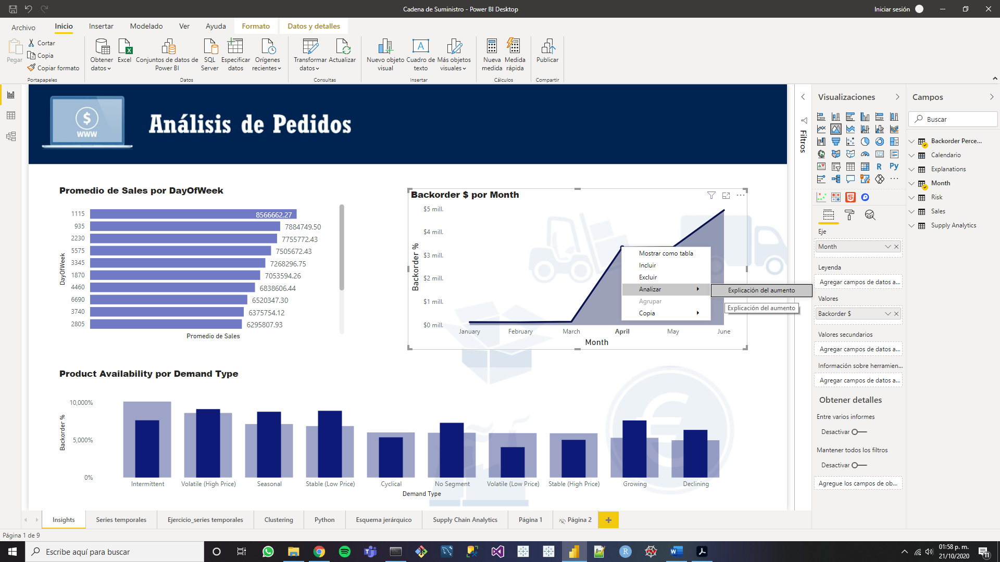 Cadena de Suministro - Power BI Desktop
Iniciar sesión
Archivo
Inicio
Insertar
Modelado
Ver
Ayuda
Formato
Datos y detalles
Pegar
Cortar
Copia
Copiar formato
Portapapeles
Obtener datos
Excel
Conjuntos de datos de Power BI
SQL Server
Especificar datos
Orígenes recientes
Datos
Transformar datos
Actualizar
Consultas
Nuevo objeto visual
Cuadro de texto
Más objetos visuales
Insertar
Nueva medida
Medida rápida
Cálculos
Publicar
Compartir
$
WWW
Análisis de Pedidos
Promedio de Sales por DayOfWeek
DayOfWeek
1115 8566662.27
935 7884749.50
2230 7755772.43
5575 7505672.43
3345 7268296.75
1870 7053594.26
4460 6838606.44
6690 6520347.30
3740 6375754.12
2805 6295807.93
Promedio de Sales
Backorder $ por Month
Backorder %
$5 mill.
$4 mill.
$3 mill.
$2 mill.
$1 mill.
$0 mill.
January February March April May June
Month
Mostrar como tabla
Incluir
Excluir
Analizar
Agrupar
Copia
Explicación del aumento
Explicación del aumento
Product Availability por Demand Type
Backorder %
10,000%
5,000%
0%
Intermittent Volatile (High Price) Seasonal Stable (Low Price) Cyclical No Segment Volatile (Low Price) Stable (High Price) Growing Declining
Demand Type
€
Filtros
Visualizaciones
123
R
Py
Eje
Month
Leyenda
Agregar campos de datos a...
Valores
Backorder $
Valores secundarios
Agregar campos de datos a...
Información sobre herramien...
Agregar campos de datos a...
Obtener detalles
Entre varios informes
Desactivar
Mantener todos los filtros
Desactivar
Agregue los campos de ob...
Campos
Buscar
Backorder Perce...
Calendario
Explanations
Month
Risk
Sales
Supply Analytics
Insights
Series temporales
Ejercicio_series temporales
Clustering
Python
Esquema jerárquico
Supply Chain Analytics
Página 1
Página 2
Página 1 de 9
Escribe aquí para buscar
01:58 p. m.
21/10/2020
11